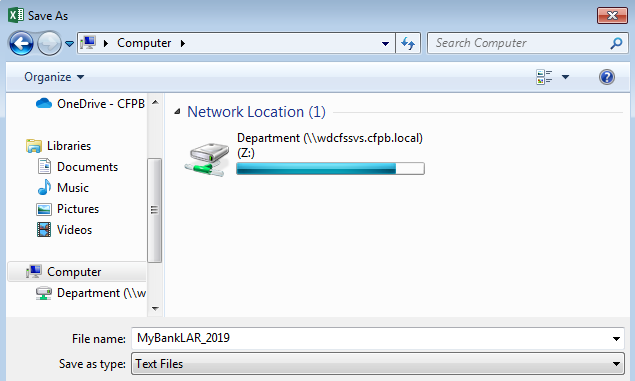 Save As
Computer
Search Computer
Organize
OneDrive - CFPB
Network Location (1)
Department (\\wdcfssvs.cfpb.local)
(Z:)
Libraries
Documents
Music
Pictures
Videos
Computer
Department (\\w
File name: MyBankLAR_2019
Save as type: Text Files